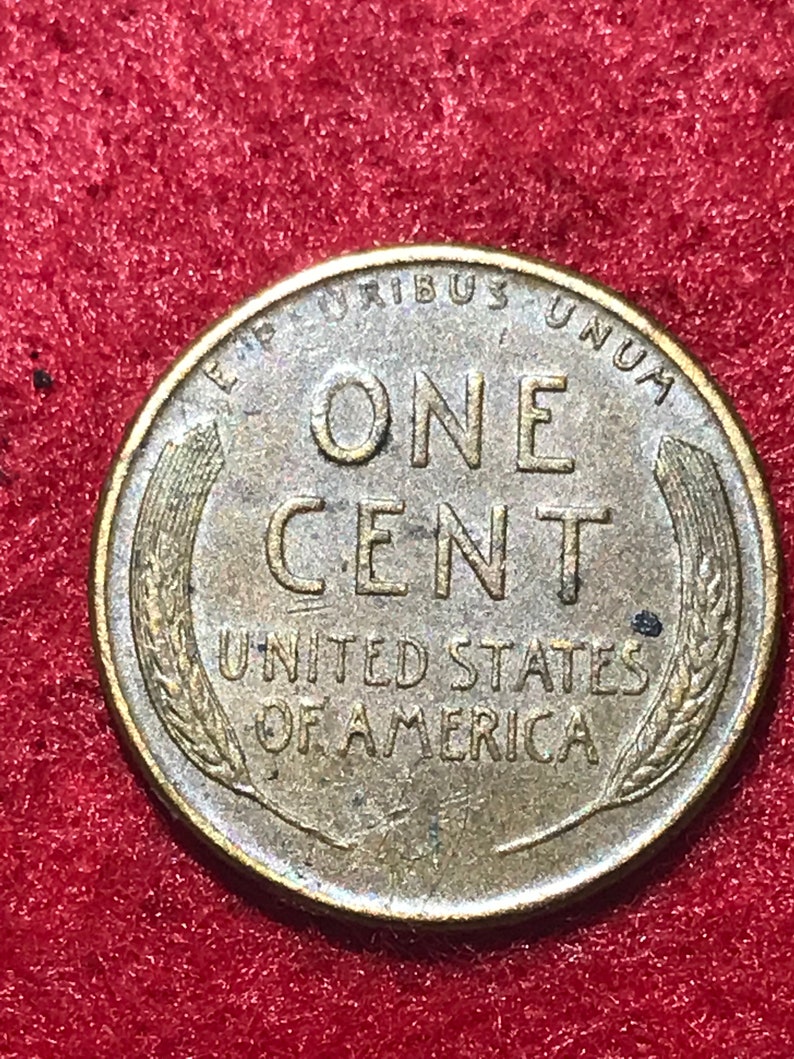 E PLURIBUS UNUM
ONE
CENT
UNITED STATES
OF AMERICA